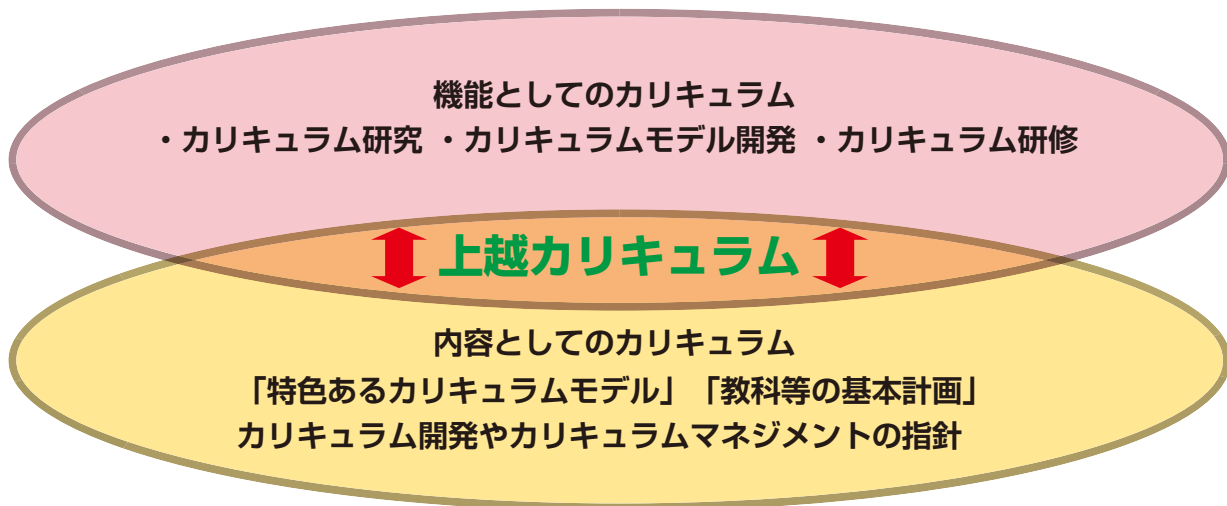 機能としてのカリキュラム
・カリキュラム研究 ・カリキュラムモデル開発 ・カリキュラム研修
上越カリキュラム
内容としてのカリキュラム
「特色あるカリキュラムモデル」「教科等の基本計画」
カリキュラム開発やカリキュラムマネジメントの指針